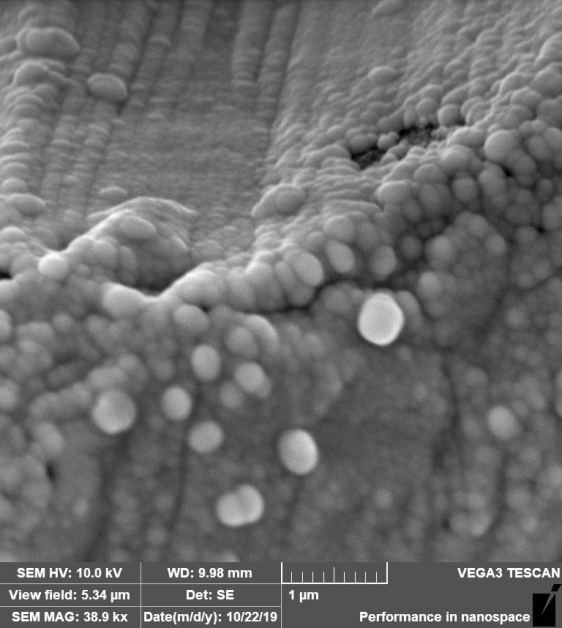 SEM HV: 10.0 kV
WD: 9.98 mm
VEGA3 TESCAN
View field: 5.34 µm
Det: SE
1 µm
SEM MAG: 38.9 kx
Date(m/d/y): 10/22/19
Performance in nanospace